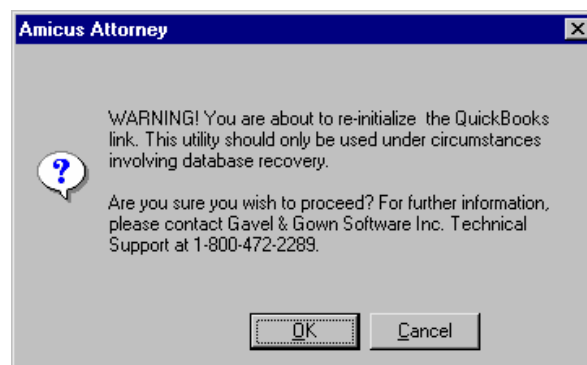 Amicus Attorney
WARNING! You are about to re-initialize the QuickBooks
link. This utility should only be used under circumstances
involving database recovery.
Are you sure you wish to proceed? For further information,
please contact Gavel & Gown Software Inc. Technical
Support at 1-800-472-2289.
OK
Cancel